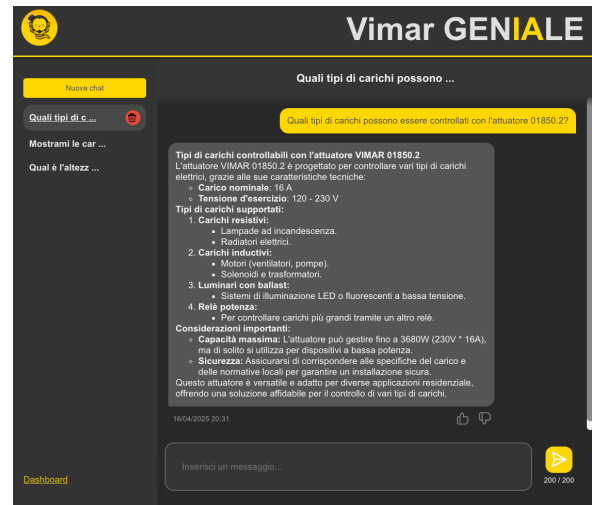 Vimar GENIALE
Nuova chat
Quali tipi di c ...
Mostrami le car ...
Qual è l'altezz ...
Dashboard
Quali tipi di carichi possono ...
Quali tipi di carichi possono essere controllati con l'attuatore 01850.2?
Tipi di carichi controllabili con l'attuatore VIMAR 01850.2
L'attuatore VIMAR 01850.2 è progettato per controllare vari tipi di carichi
elettrici, grazie alle sue caratteristiche tecniche:
Carico nominale: 16 A
Tensione d'esercizio: 120 - 230 V
Tipi di carichi supportati:
1. Carichi resistivi:
Lampade ad incandescenza.
Radiatori elettrici.
2. Carichi inductivi:
Motori (ventilatori, pompe).
Solenoidi e trasformatori.
3. Luminari con ballast:
Sistemi di illuminazione LED o fluorescenti a bassa tensione.
4. Relè potenza:
Per controllare carichi più grandi tramite un altro relè.
Considerazioni importanti:
Capacità massima: L'attuatore può gestire fino a 3680W (230V * 16A),
ma di solito si utilizza per dispositivi a bassa potenza.
Sicurezza: Assicurarsi di corrispondere alle specifiche del carico e
delle normative locali per garantire un installazione sicura.
Questo attuatore è versatile e adatto per diverse applicazioni residenziale,
offrendo una soluzione affidabile per il controllo di vari tipi di carichi.
16/04/2025 20:31
Inserisci un messaggio...
200 / 200